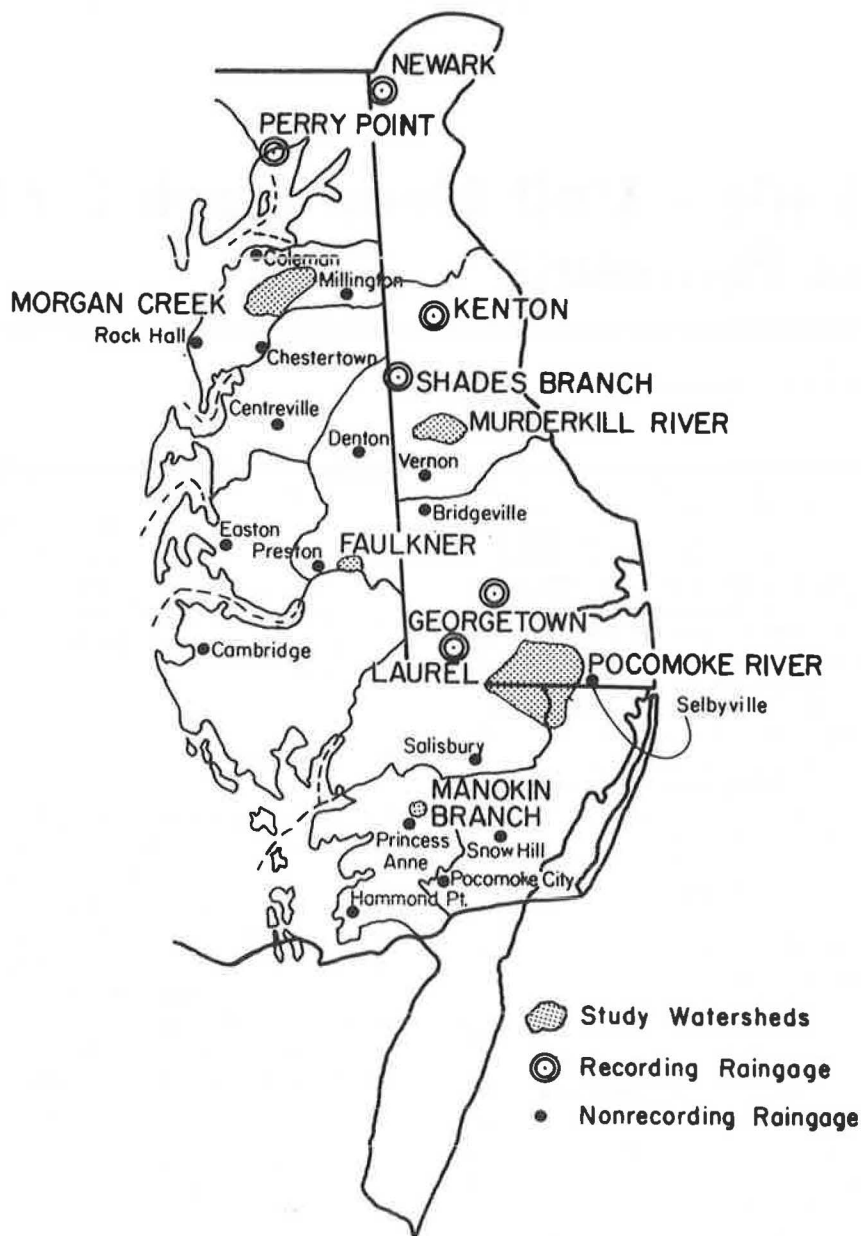 NEWARK
PERRY POINT
Coleman
Millington
MORGAN CREEK
KENTON
Rock Hall
Chestertown
SHADES BRANCH
Centreville
MURDERKILL RIVER
Denton
Vernon
Bridgeville
Easton
FAULKNER
Preston
GEORGETOWN
Cambridge
LAUREL
POCOMOKE RIVER
Selbyville
Salisbury
MANOKIN
BRANCH
Princess
Anne
Snow Hill
Pocomoke City
Hammond Pt.
Study Watersheds
Recording Raingage
Nonrecording Raingage